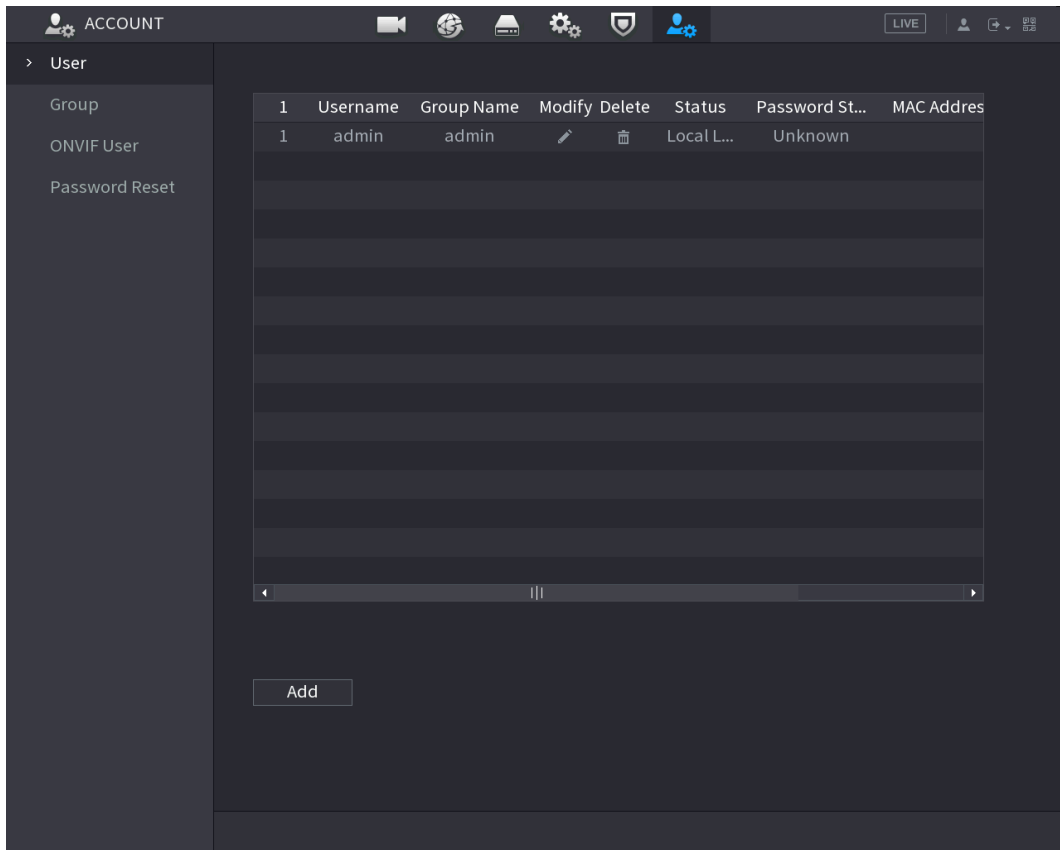 ACCOUNT
LIVE
User
Group
ONVIF User
Password Reset
1 Username Group Name Modify Delete Status Password St... MAC Addres
1 admin admin Local L... Unknown
Add